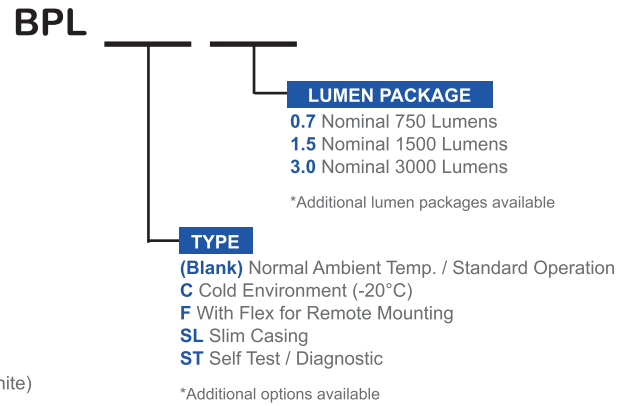 BPL
LUMEN PACKAGE
0.7 Nominal 750 Lumens
1.5 Nominal 1500 Lumens
3.0 Nominal 3000 Lumens
*Additional lumen packages available
TYPE
(Blank) Normal Ambient Temp. / Standard Operation
C Cold Environment (-20°C)
F With Flex for Remote Mounting
SL Slim Casing
ST Self Test / Diagnostic
nite)
*Additional options available